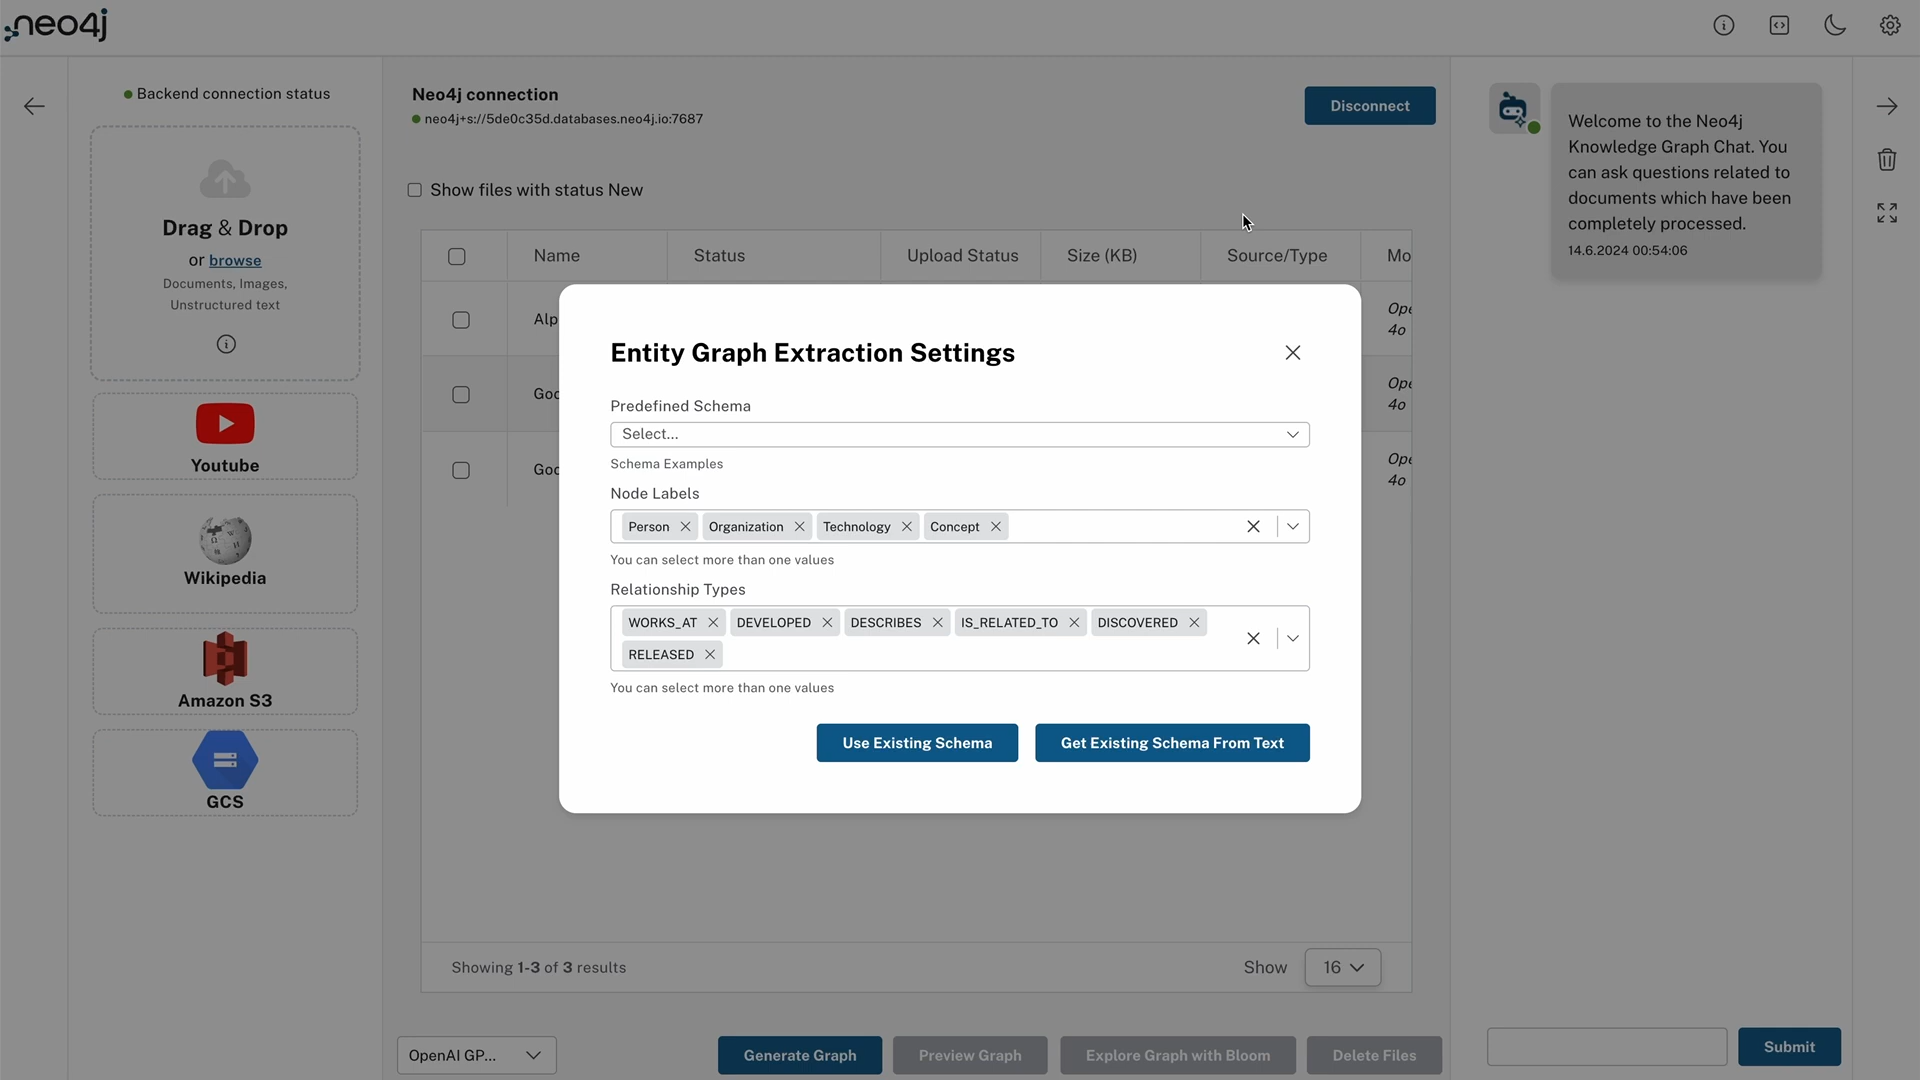 neo4j
Backend connection status
Drag & Drop
or browse
Documents, Images,
Unstructured text
Youtube
Wikipedia
Amazon S3
GCS
Neo4j connection
neo4j+s://5de0c35d.databases.neo4j.io:7687
Disconnect
Show files with status New
Name
Status
Upload Status
Size (KB)
Source/Type
Mo
Alp
Ope
4o
Goo
Ope
4o
Goo
Ope
4o
Entity Graph Extraction Settings
Predefined Schema
Select...
Schema Examples
Node Labels
Person
Organization
Technology
Concept
You can select more than one values
Relationship Types
WORKS_AT
DEVELOPED
DESCRIBES
IS_RELATED_TO
DISCOVERED
RELEASED
You can select more than one values
Use Existing Schema
Get Existing Schema From Text
Showing 1-3 of 3 results
Show
16
OpenAI GP...
Generate Graph
Preview Graph
Explore Graph with Bloom
Delete Files
Welcome to the Neo4j
Knowledge Graph Chat. You
can ask questions related to
documents which have been
completely processed.
14.6.2024 00:54:06
Submit